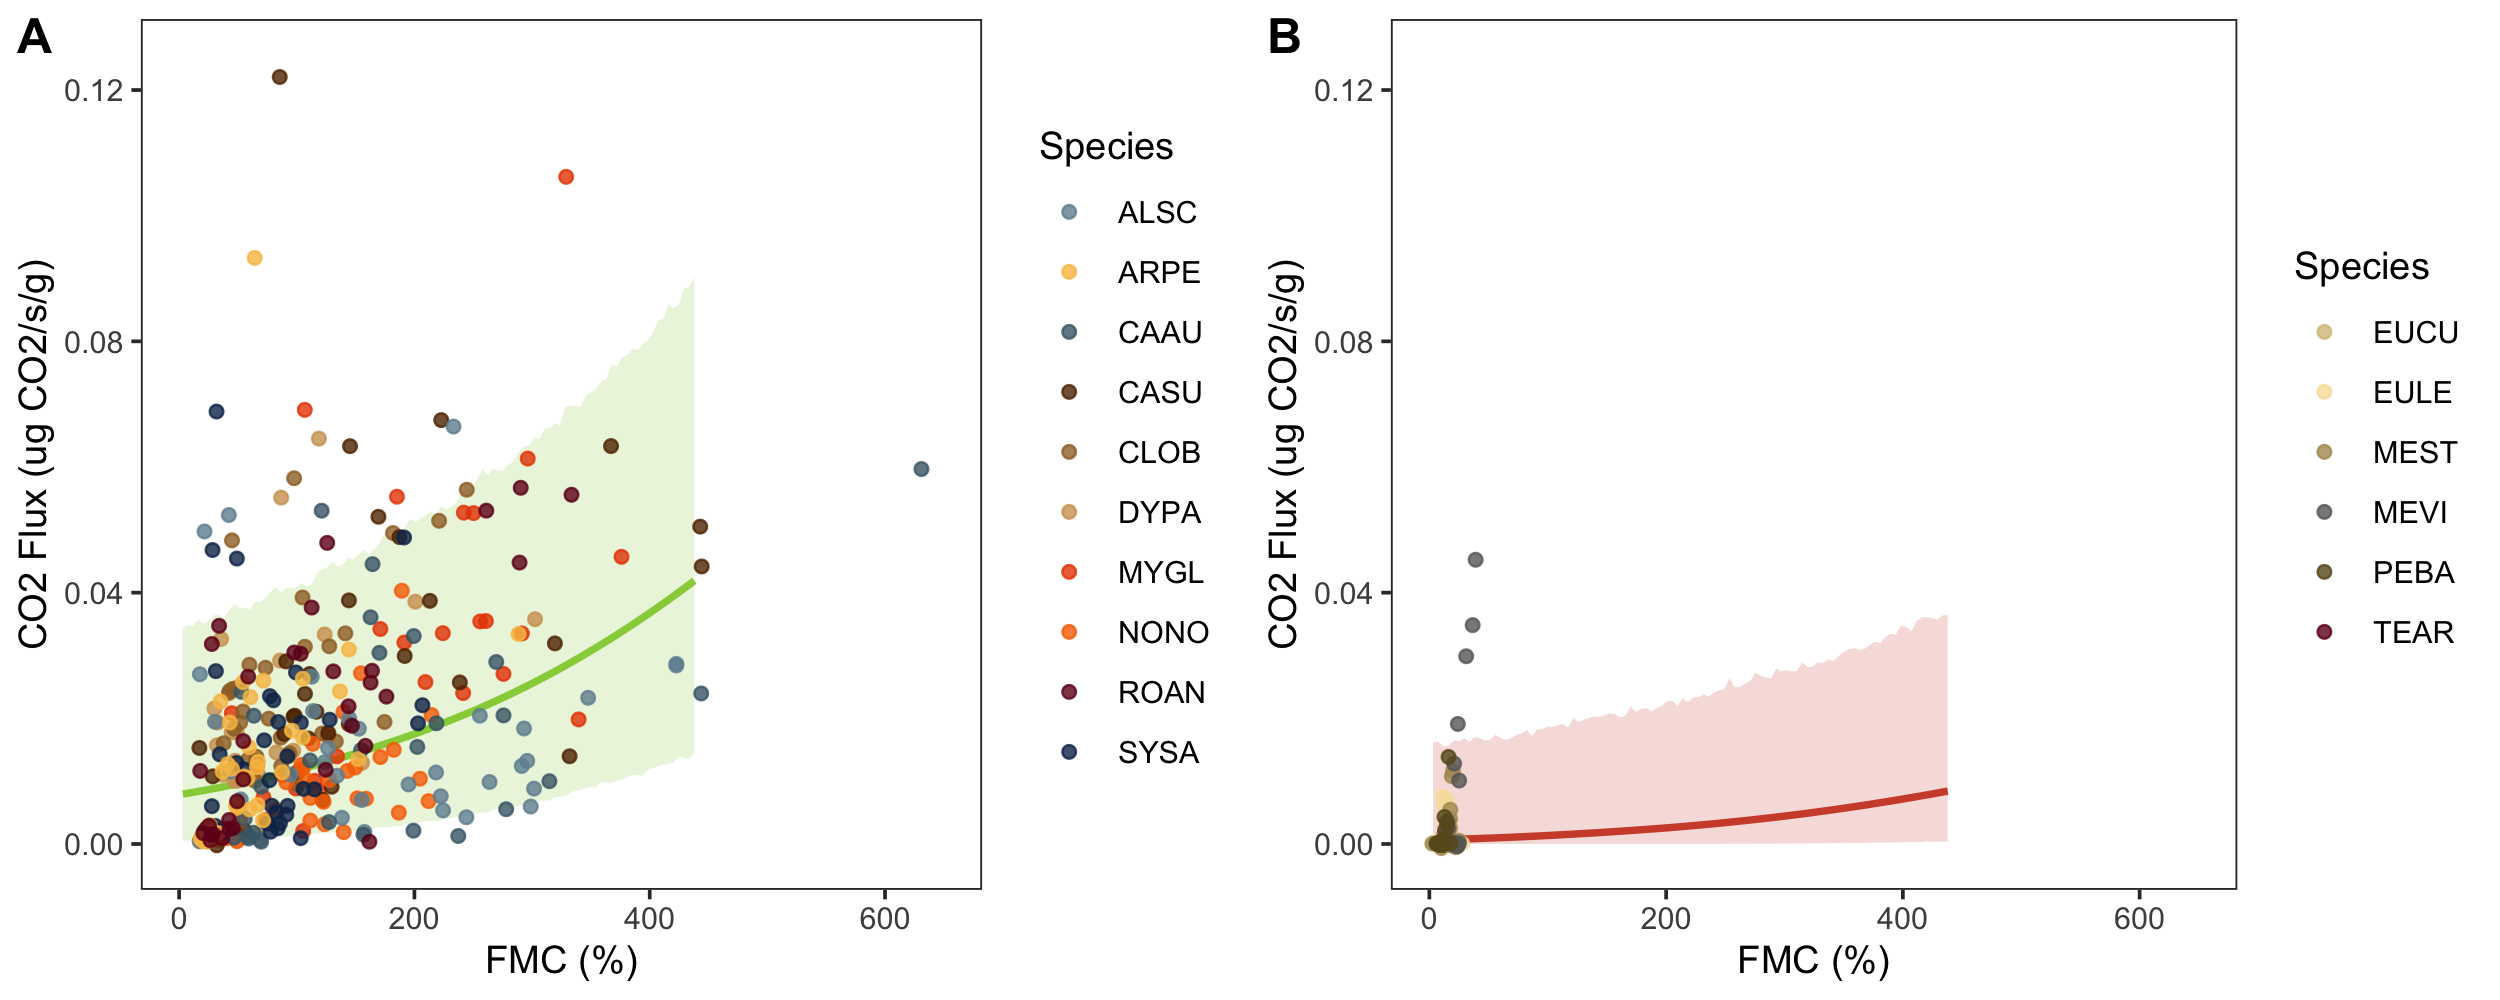 A
CO2 Flux (ug CO2/s/g)
0.12
0.08
0.04
0.00
0 200 400 600
FMC (%)
Species
ALSC
ARPE
CAAU
CASU
CLOB
DYPA
MYGL
NONO
ROAN
SYSA
B
CO2 Flux (ug CO2/s/g)
0.12
0.08
0.04
0.00
0 200 400 600
FMC (%)
Species
EUCU
EULE
MEST
MEVI
PEBA
TEAR